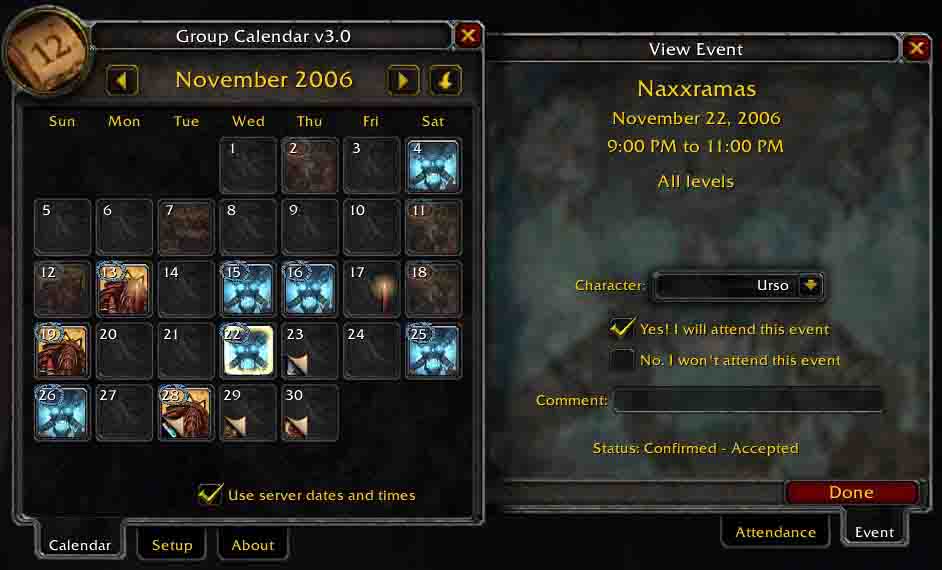 12
Group Calendar v3.0
November 2006
Sun Mon Tue Wed Thu Fri Sat
1 2 3 4
5 6 7 8 9 10 11
12 13 14 15 16 17 18
19 20 21 22 23 24 25
26 27 28 29 30
Use server dates and times
Calendar Setup About
View Event
Naxxramas
November 22, 2006
9:00 PM to 11:00 PM
All levels
Character: Urso
Yes! I will attend this event
No. I won't attend this event
Comment:
Status: Confirmed - Accepted
Done
Attendance Event